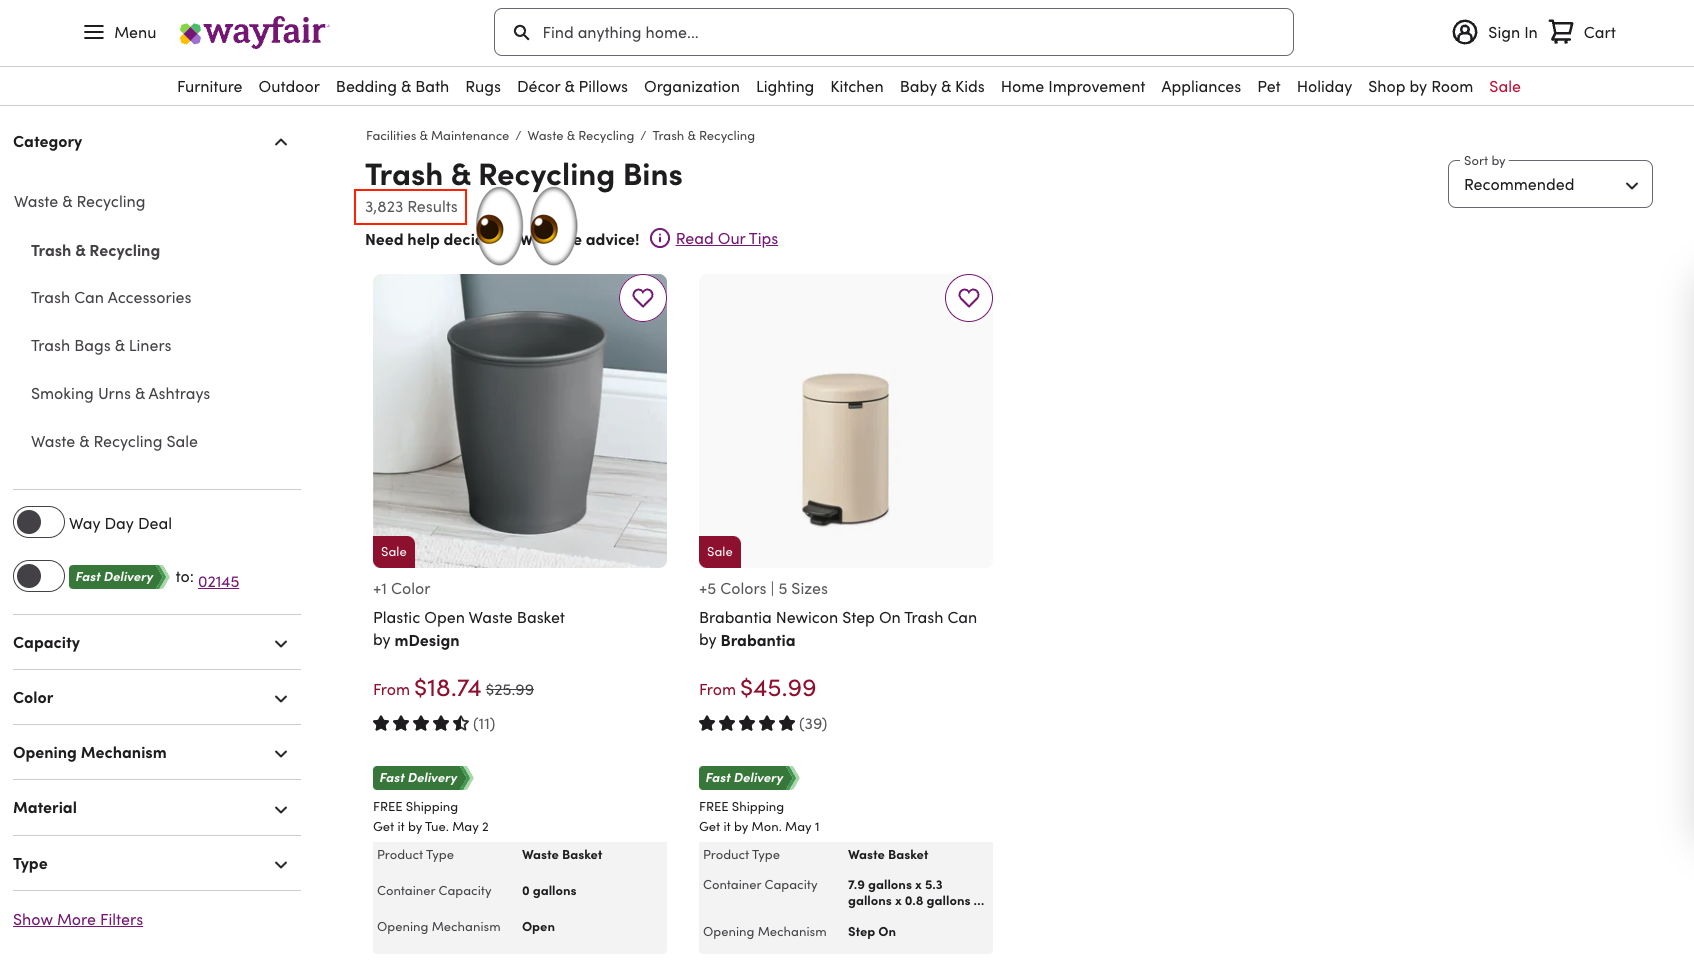 Menu
wayfair
Find anything home...
Sign In
Cart
Furniture Outdoor Bedding & Bath Rugs Décor & Pillows Organization Lighting Kitchen Baby & Kids Home Improvement Appliances Pet Holiday Shop by Room Sale
Category
Waste & Recycling
Trash & Recycling
Trash Can Accessories
Trash Bags & Liners
Smoking Urns & Ashtrays
Waste & Recycling Sale
Way Day Deal
Fast Delivery to: 02145
Capacity
Color
Opening Mechanism
Material
Type
Show More Filters
Facilities & Maintenance / Waste & Recycling / Trash & Recycling
Trash & Recycling Bins
3,823 Results
Sort by
Recommended
Need help advice! Read Our Tips
Sale
+1 Color
Plastic Open Waste Basket
by mDesign
From $18.74 $25.99
(11)
Fast Delivery
FREE Shipping
Get it by Tue. May 2
Product Type Waste Basket
Container Capacity 0 gallons
Opening Mechanism Open
Sale
+5 Colors | 5 Sizes
Brabantia Newicon Step On Trash Can
by Brabantia
From $45.99
(39)
Fast Delivery
FREE Shipping
Get it by Mon. May 1
Product Type Waste Basket
Container Capacity 7.9 gallons x 5.3
gallons x 0.8 gallons ...
Opening Mechanism Step On